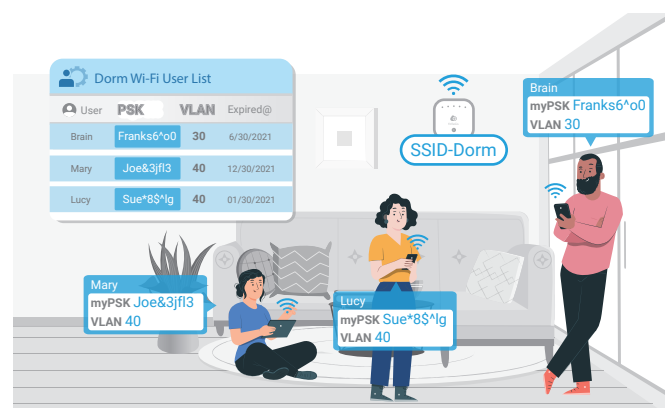 Dorm Wi-Fi User List
User PSK VLAN Expired@
Brain Franks6^o0 30 6/30/2021
Mary Joe&3jfl3 40 12/30/2021
Lucy Sue*8$^lg 40 01/30/2021
SSID-Dorm
Brain
myPSK Franks6^o0
VLAN 30
Mary
myPSK Joe&3jfl3
VLAN 40
Lucy
myPSK Sue*8$^lg
VLAN 40